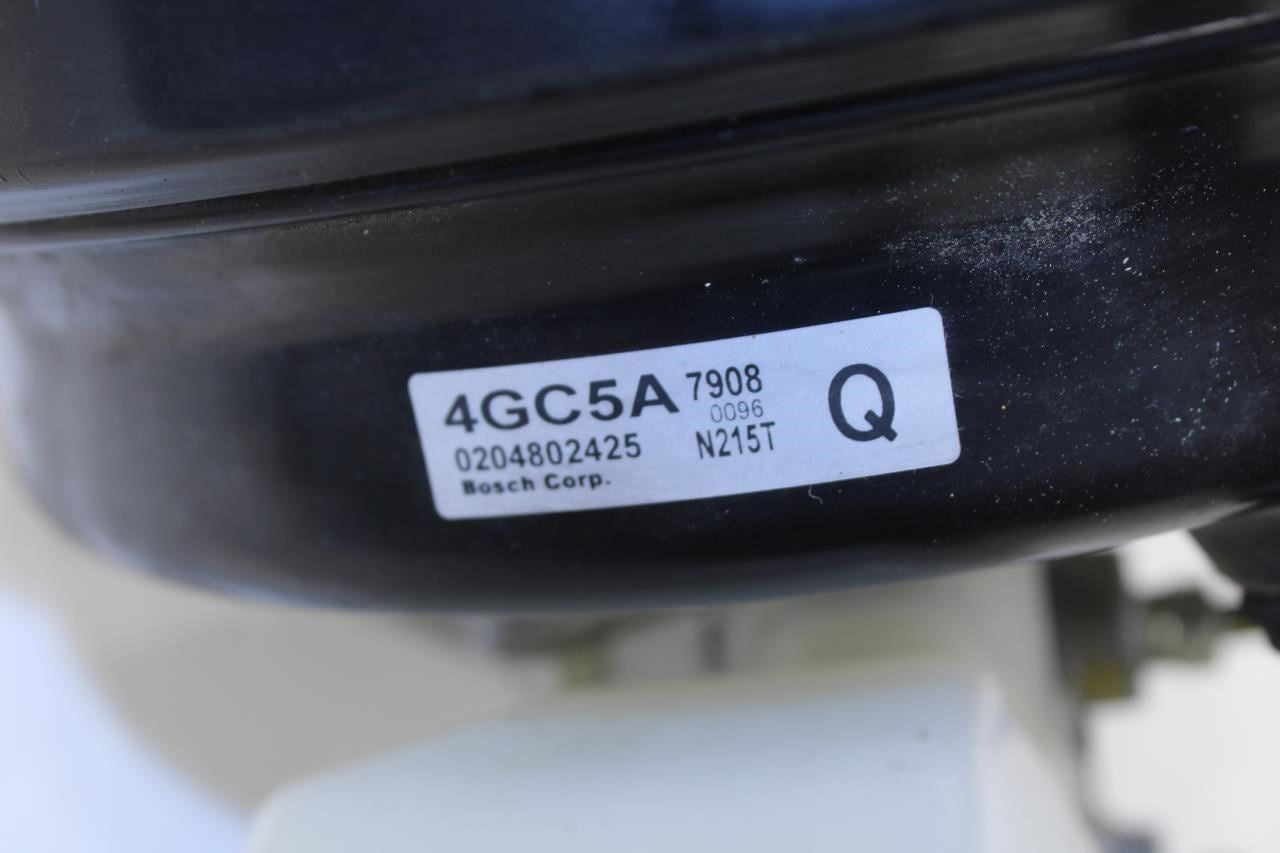 4GC5A 7908
0096
0204802425 N215T
Bosch Corp.
Q